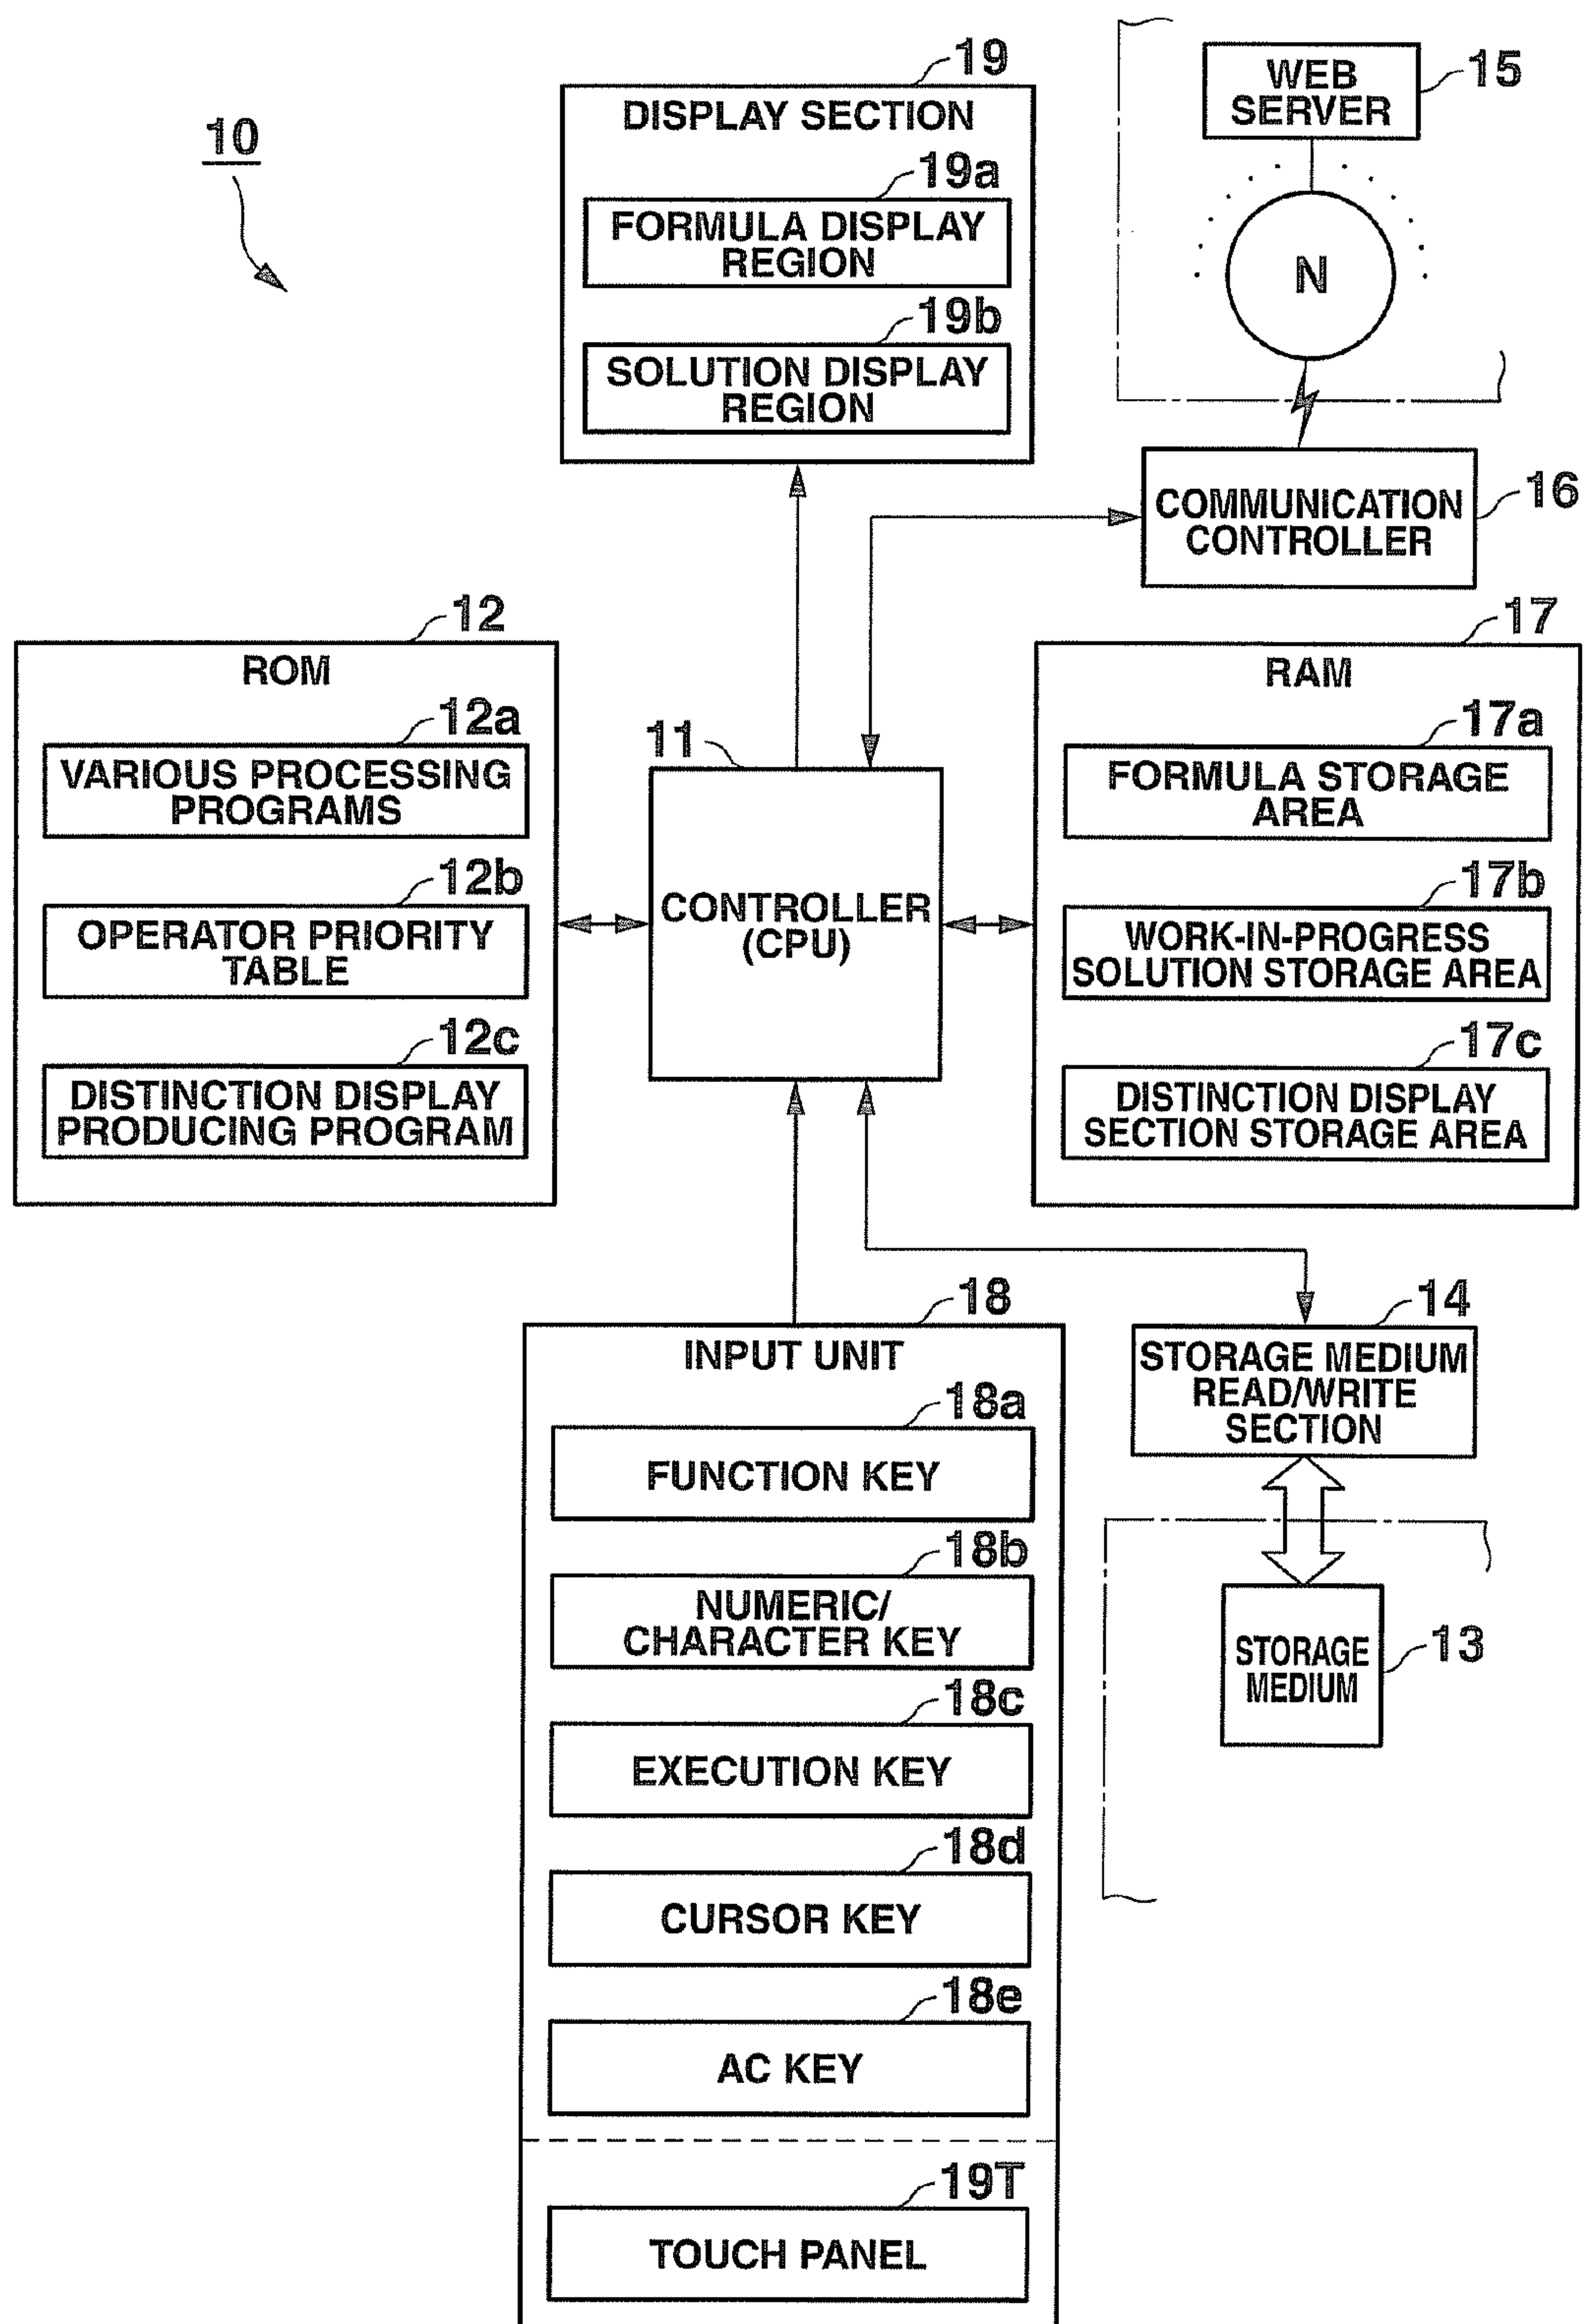 10
19
DISPLAY SECTION
19a
FORMULA DISPLAY
REGION
19b
SOLUTION DISPLAY
REGION
WEB
SERVER
15
N
COMMUNICATION
CONTROLLER
16
12
ROM
12a
VARIOUS PROCESSING
PROGRAMS
12b
OPERATOR PRIORITY
TABLE
12c
DISTINCTION DISPLAY
PRODUCING PROGRAM
11
CONTROLLER
(CPU)
17
RAM
17a
FORMULA STORAGE
AREA
17b
WORK-IN-PROGRESS
SOLUTION STORAGE AREA
17c
DISTINCTION DISPLAY
SECTION STORAGE AREA
18
INPUT UNIT
18a
FUNCTION KEY
18b
NUMERIC/
CHARACTER KEY
18c
EXECUTION KEY
18d
CURSOR KEY
18e
AC KEY
19T
TOUCH PANEL
14
STORAGE MEDIUM
READ/WRITE
SECTION
STORAGE
MEDIUM
13